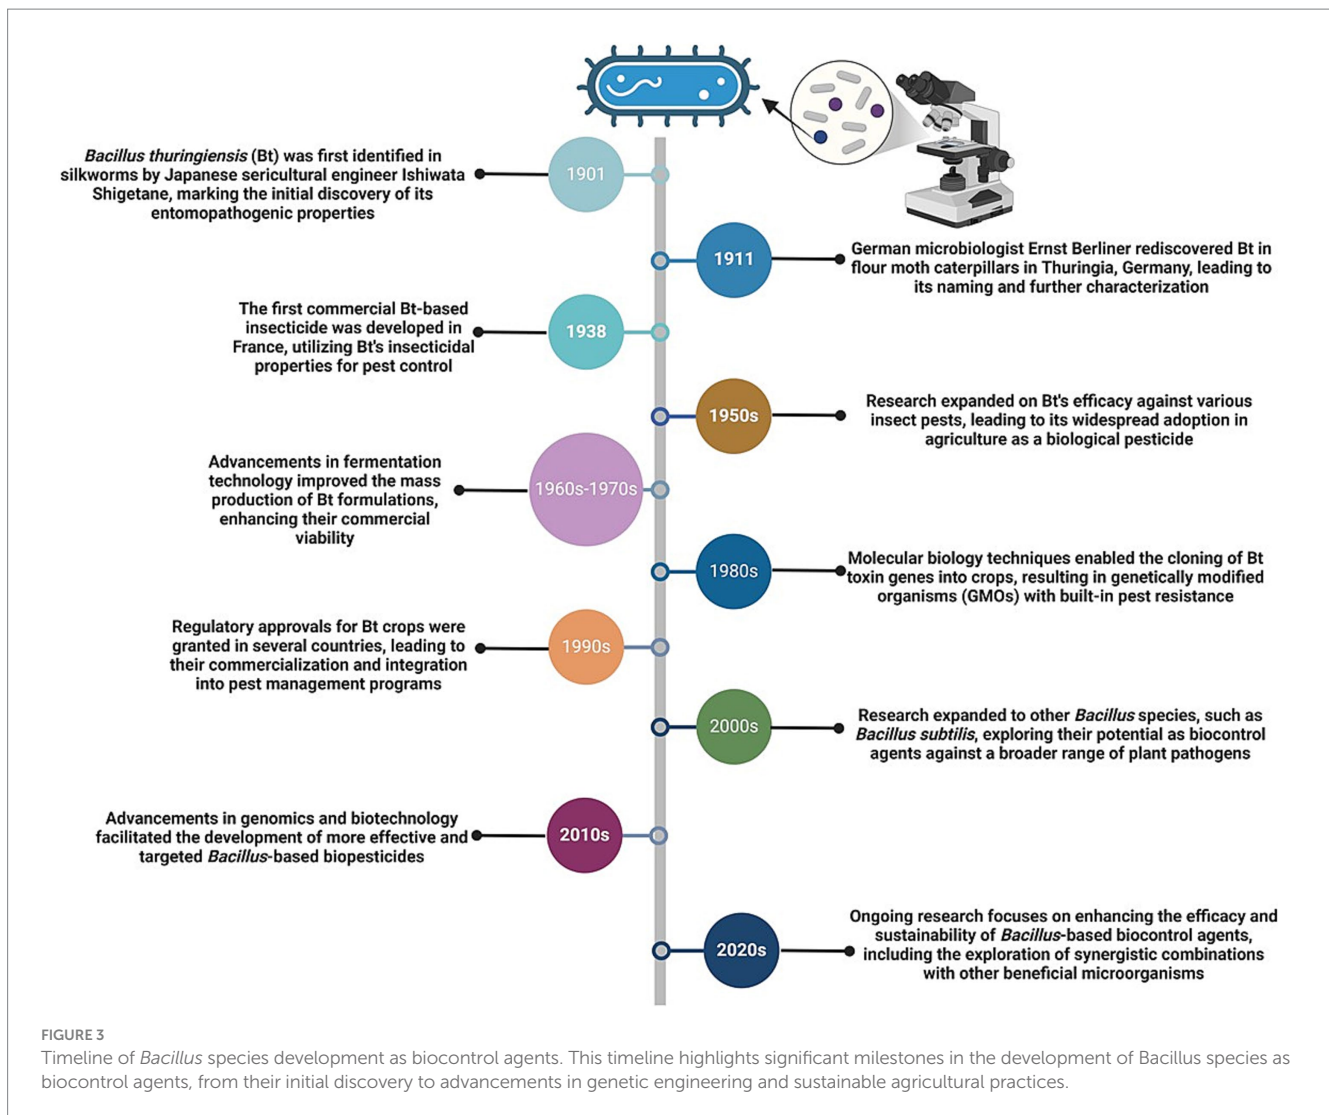 Bacillus thuringiensis (Bt) was first identified in
silkworms by Japanese sericultural engineer Ishiwata
Shigetane, marking the initial discovery of its
entomopathogenic properties
1901
1911
German microbiologist Ernst Berliner rediscovered Bt in
flour moth caterpillars in Thuringia, Germany, leading to
its naming and further characterization
The first commercial Bt-based
insecticide was developed in
France, utilizing Bt's insecticidal
properties for pest control
1938
1950s
Research expanded on Bt's efficacy against various
insect pests, leading to its widespread adoption in
agriculture as a biological pesticide
Advancements in fermentation
technology improved the mass
production of Bt formulations,
enhancing their commercial
viability
1960s-1970s
1980s
Molecular biology techniques enabled the cloning of Bt
toxin genes into crops, resulting in genetically modified
organisms (GMOs) with built-in pest resistance
Regulatory approvals for Bt crops were
granted in several countries, leading to
their commercialization and integration
into pest management programs
1990s
2000s
Research expanded to other Bacillus species, such as
Bacillus subtilis, exploring their potential as biocontrol
agents against a broader range of plant pathogens
Advancements in genomics and biotechnology
facilitated the development of more effective and
targeted Bacillus-based biopesticides
2010s
2020s
Ongoing research focuses on enhancing the efficacy and
sustainability of Bacillus-based biocontrol agents,
including the exploration of synergistic combinations
with other beneficial microorganisms
FIGURE 3
Timeline of Bacillus species development as biocontrol agents. This timeline highlights significant milestones in the development of Bacillus species as
biocontrol agents, from their initial discovery to advancements in genetic engineering and sustainable agricultural practices.